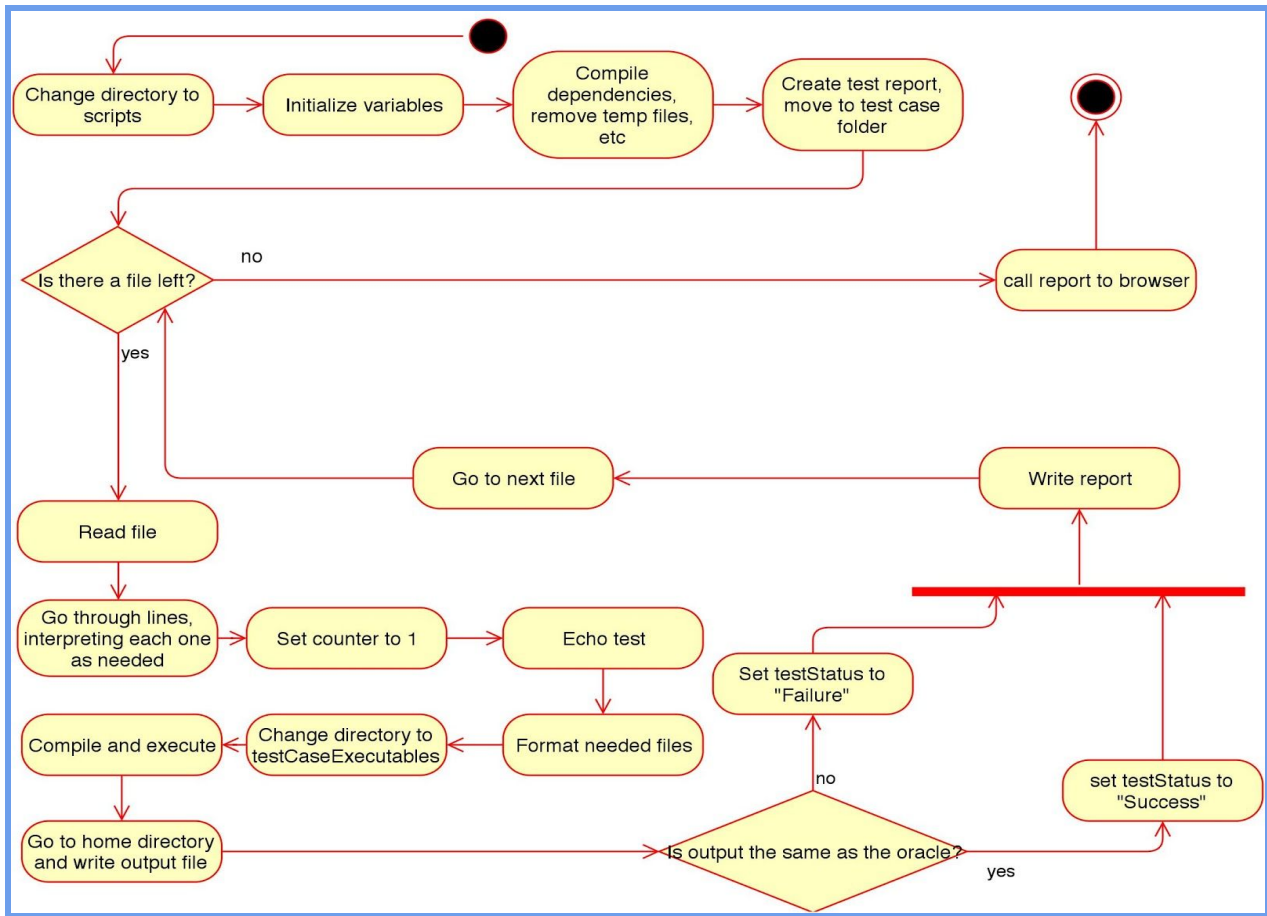 Change directory to
scripts
Initialize variables
Compile
dependencies,
remove temp files,
etc
Create test report,
move to test case
folder
Is there a file left?
no
call report to browser
yes
Go to next file
Write report
Read file
Go through lines,
interpreting each one
as needed
Set counter to 1
Echo test
Set testStatus to
"Failure"
Compile and execute
Change directory to
testCaseExecutables
Format needed files
no
set testStatus to
"Success"
Go to home directory
and write output file
Is output the same as the oracle?
yes